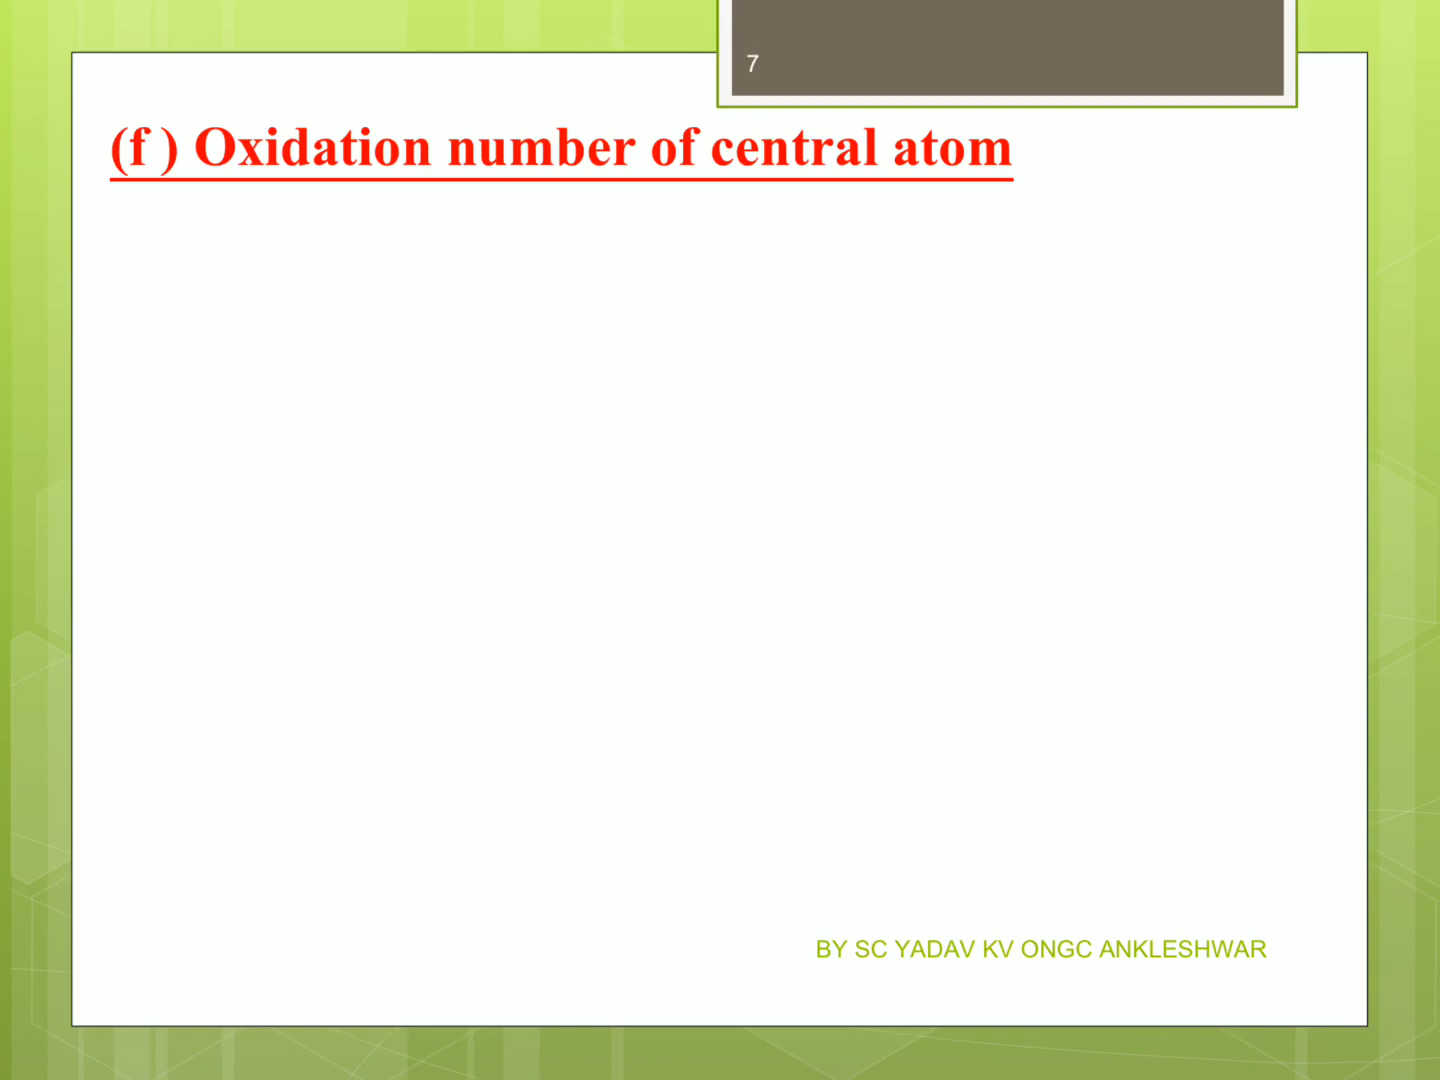 7
(f ) Oxidation number of central atom
BY SC YADAV KV ONGC ANKLESHWAR